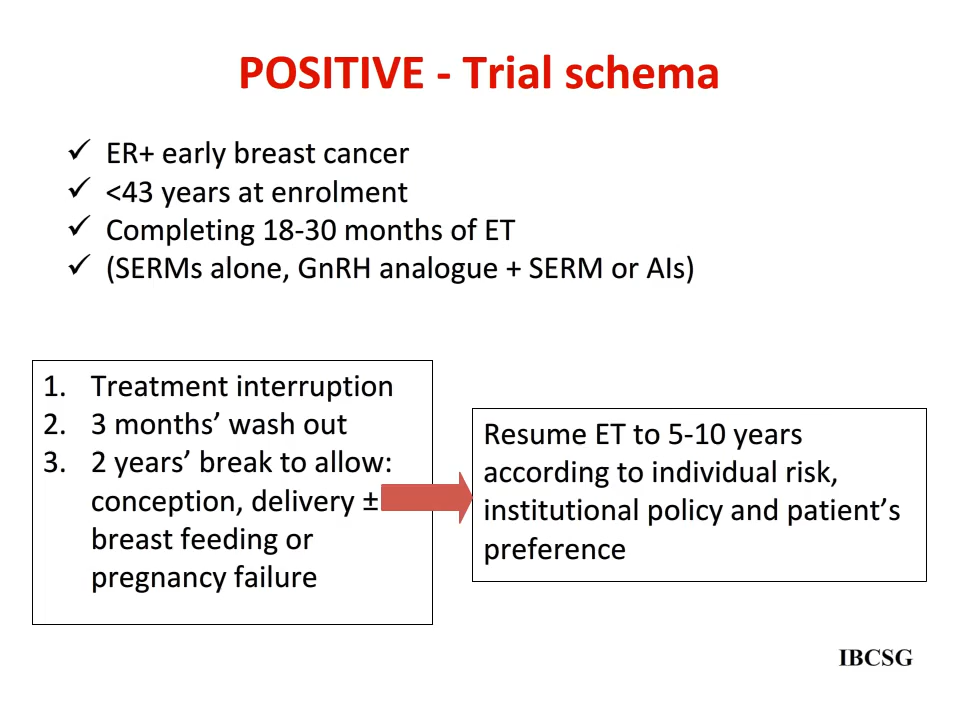 POSITIVE - Trial schema
✓ ER+ early breast cancer
✓ <43 years at enrolment
✓ Completing 18-30 months of ET
✓ (SERMs alone, GnRH analogue + SERM or AIs)
1. Treatment interruption
2. 3 months’ wash out
3. 2 years’ break to allow:
conception, delivery ±
breast feeding or
pregnancy failure
Resume ET to 5-10 years
according to individual risk,
institutional policy and patient’s
preference
IBCSG